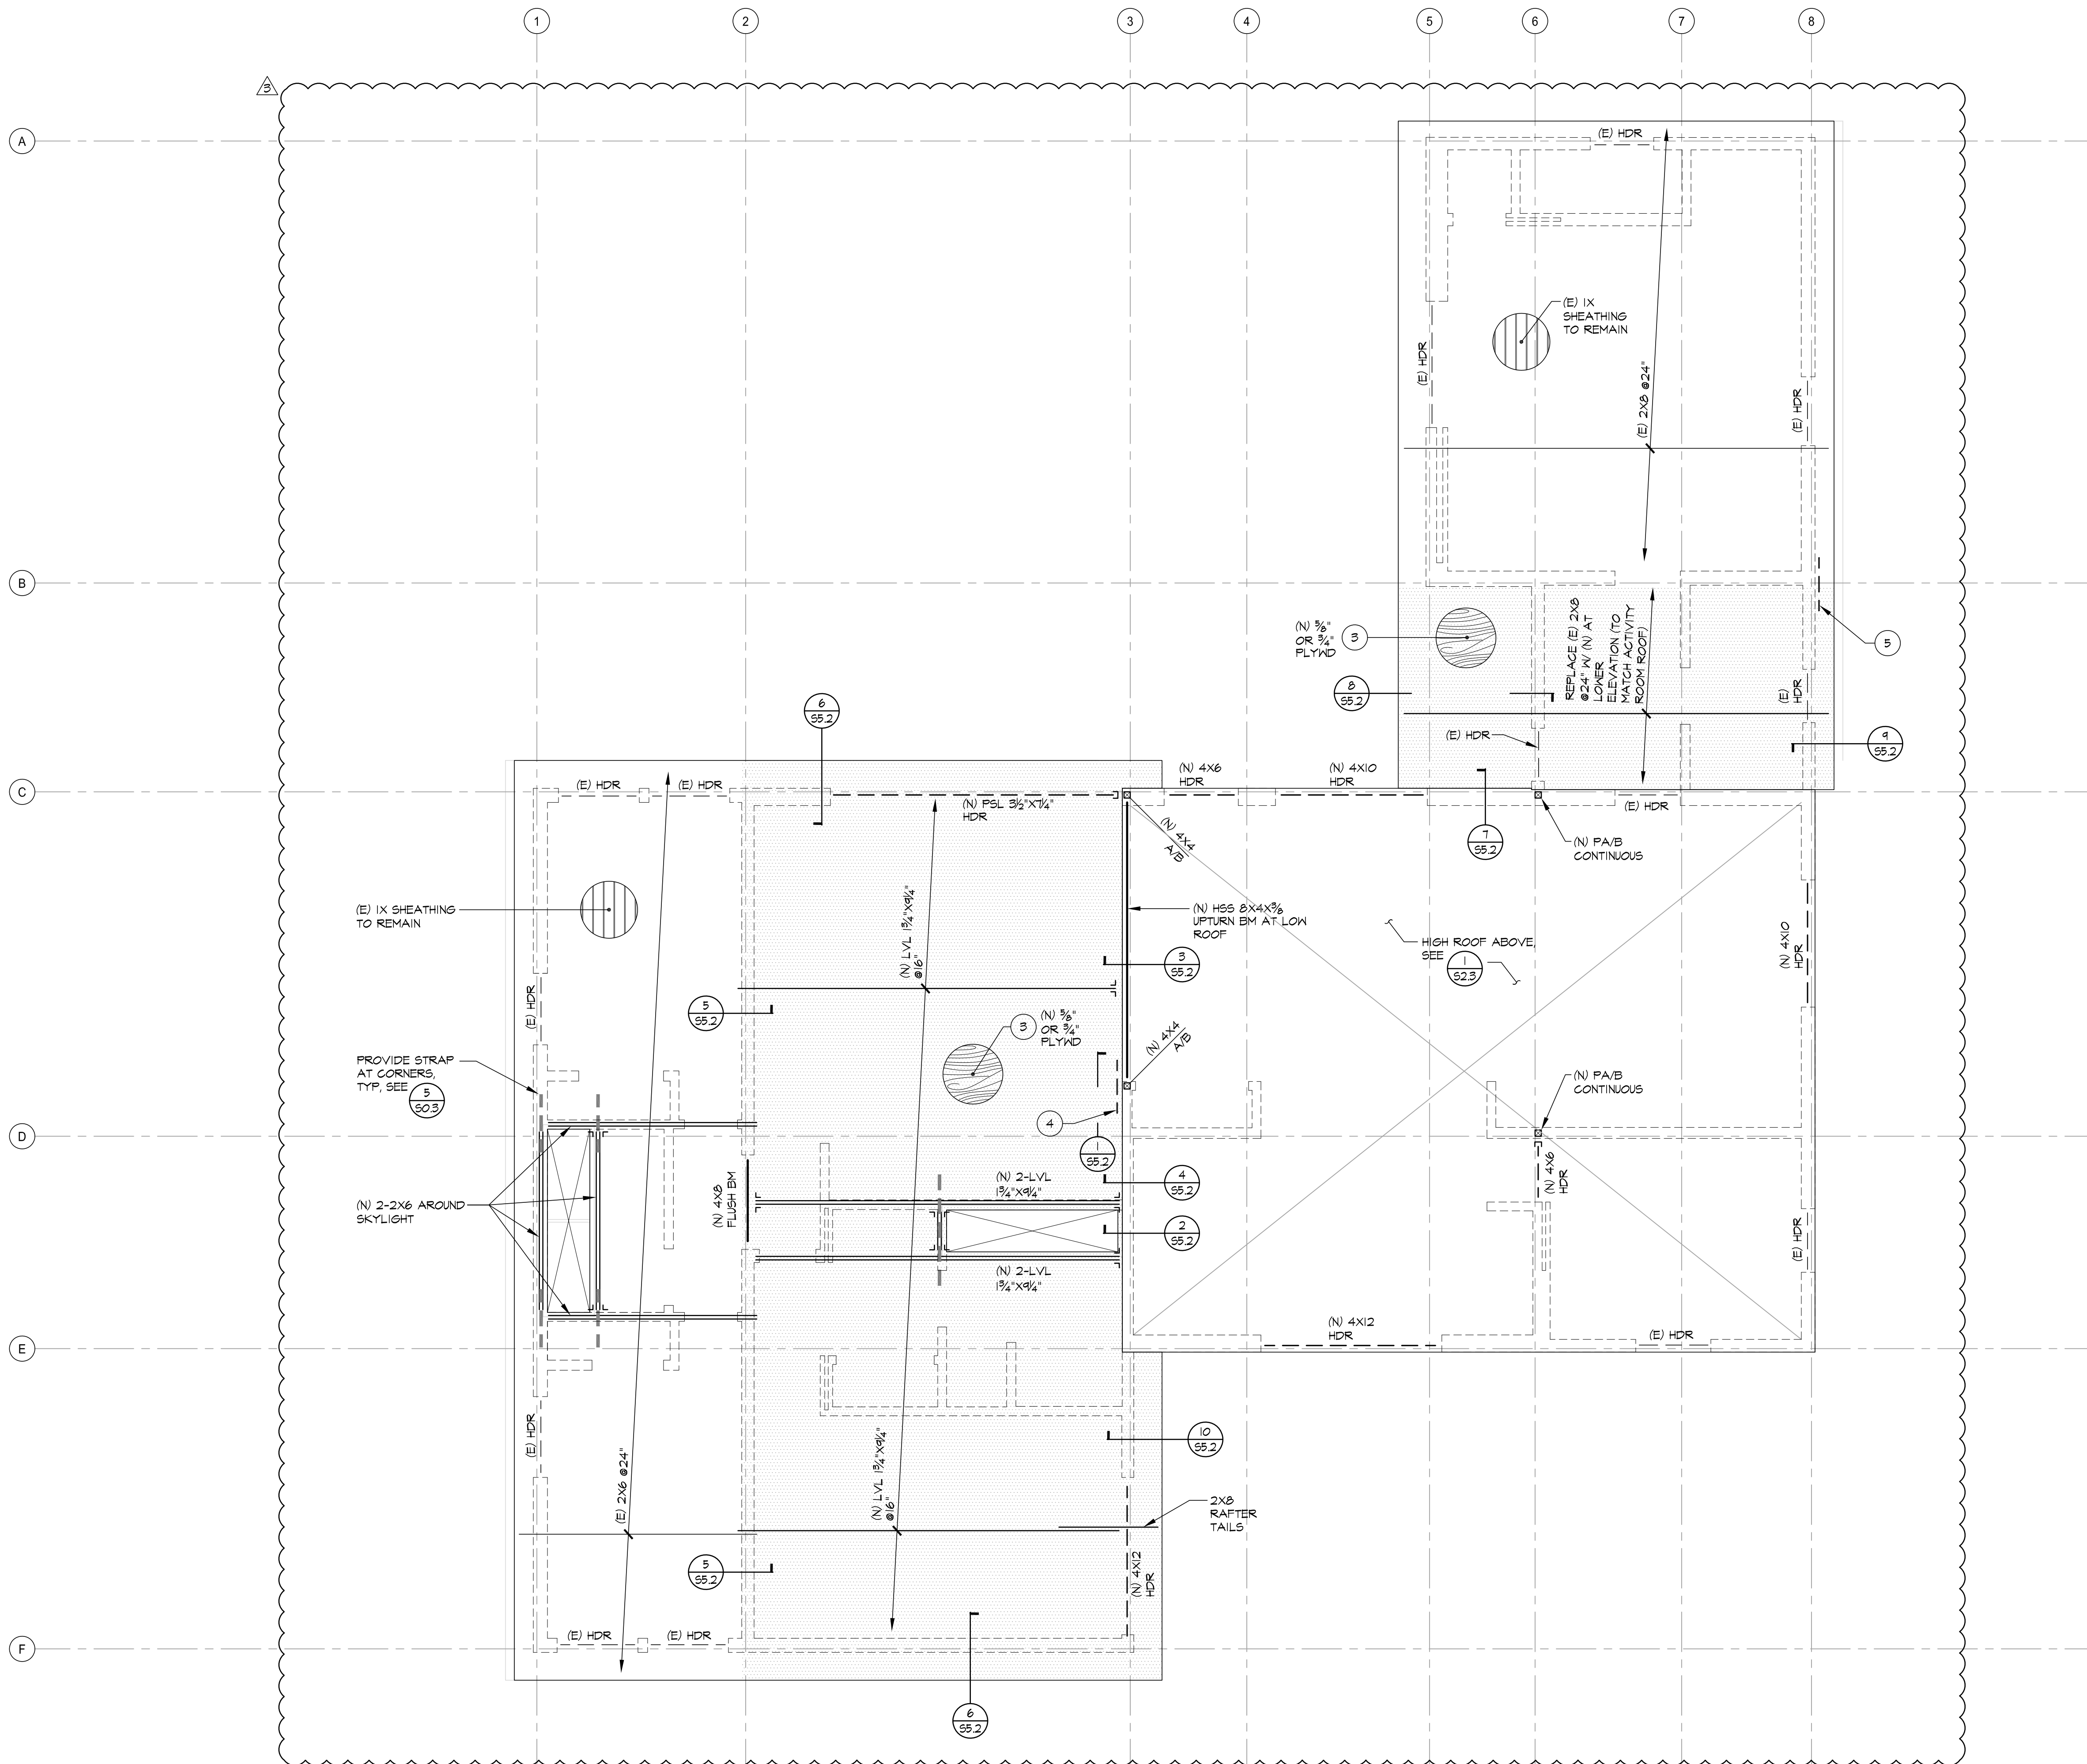 1
2
3
4
5
6
7
8
3
A
B
C
D
E
F
(E) HDR
(E) 1X
SHEATHING
TO REMAIN
(E) HDR
(E) 2X8 @24"
(E) HDR
(N) 5/8"
OR 3/4"
PLYWD
3
REPLACE (E) 2X8
@24" W/ (N) AT
LOWER
ELEVATION (TO
MATCH ACTIVITY
ROOM ROOF)
5
8
S5.2
(E)
HDR
6
S5.2
(E) HDR
9
S5.2
(E) HDR
(E) HDR
(N) PSL 3½"X7¼"
HDR
(N) 4X6
HDR
(N) 4X10
HDR
(E) HDR
7
S5.2
(N) PA/B
CONTINUOUS
(N) 4X4
A/B
(E) 1X SHEATHING
TO REMAIN
(N) LVL 1¾"X9¼"
@16"
(N) HSS 8X4X⅜
UPTURN BM AT LOW
ROOF
HIGH ROOF ABOVE,
SEE
1
S2.3
(N) 4X10
HDR
3
S5.2
(E) HDR
5
S5.2
3
(N) 5/8"
OR 3/4"
PLYWD
(N) 4X4
A/B
PROVIDE STRAP
AT CORNERS,
TYP, SEE
5
S0.3
4
1
S5.2
(N) PA/B
CONTINUOUS
(N) 4X8
FLUSH BM
(N) 2-LVL
1¾"X9¼"
4
S5.2
(N) 4X6
HDR
(N) 2-2X6 AROUND
SKYLIGHT
2
S5.2
(E) HDR
(N) 2-LVL
1¾"X9¼"
(N) 4X12
HDR
(E) HDR
(E) HDR
(E) 2X6 @24"
(N) LVL 1¾"X9¼"
@16"
10
S5.2
2X8
RAFTER
TAILS
5
S5.2
(N) 4X12
HDR
(E) HDR
(E) HDR
6
S5.2